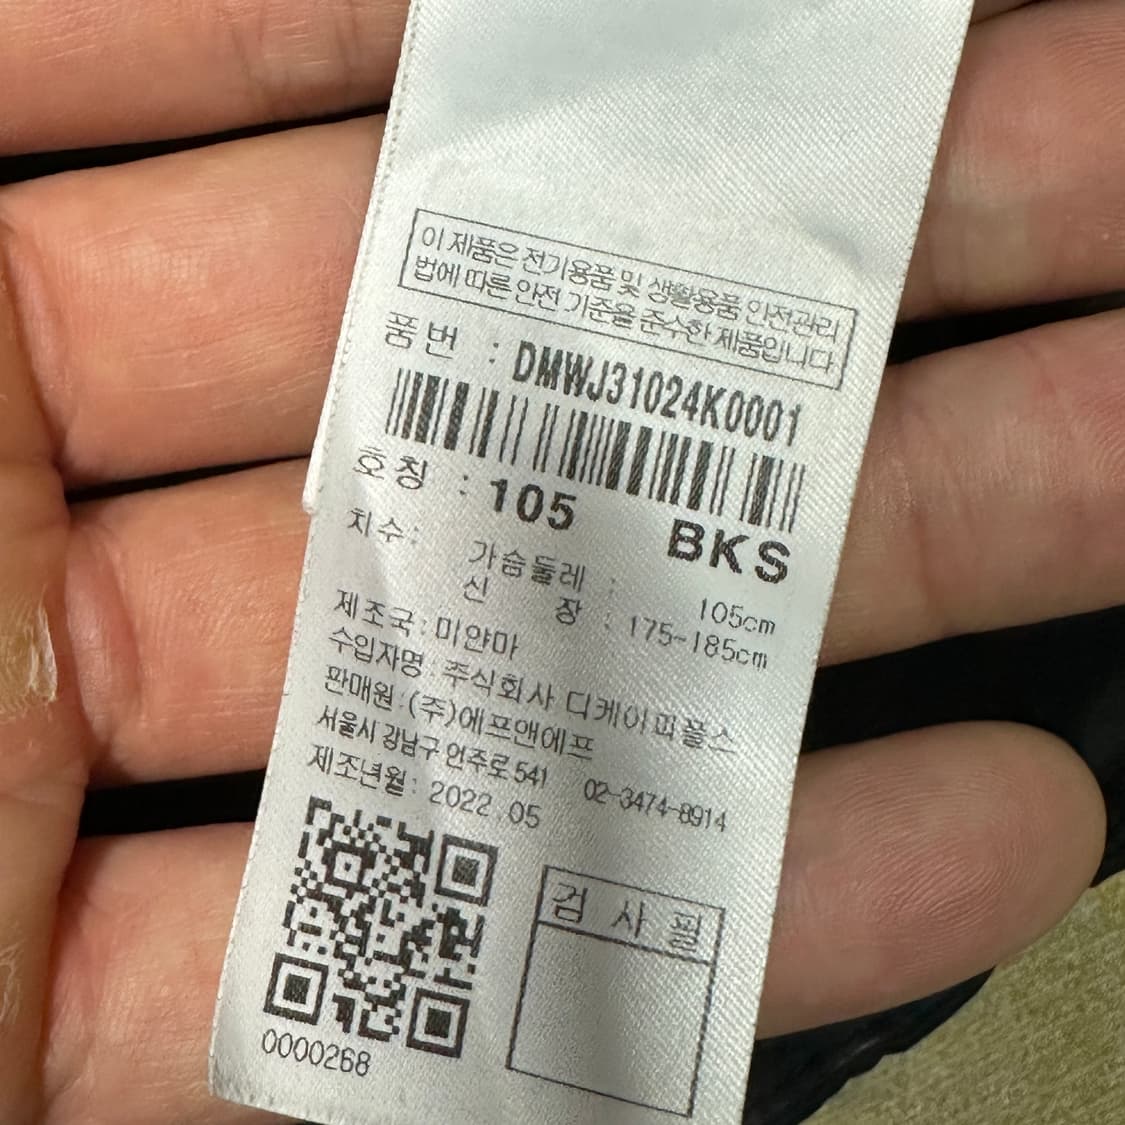 이 제품은 전기용품 및 생활용품 안전관리
법에 따른 안전 기준을 준수한 제품입니다
품번 : DMWJ31024K0001
호칭 : 105 BKS
치수: 가슴둘레 : 105cm
신 장 : 175~185cm
제조국:미얀마
수입자명:주식회사 디케이피플스
판매원:(주)에프앤에프
서울시 강남구 언주로541 02-3474-8914
제조년월: 2022.05
검 사 필
0000268